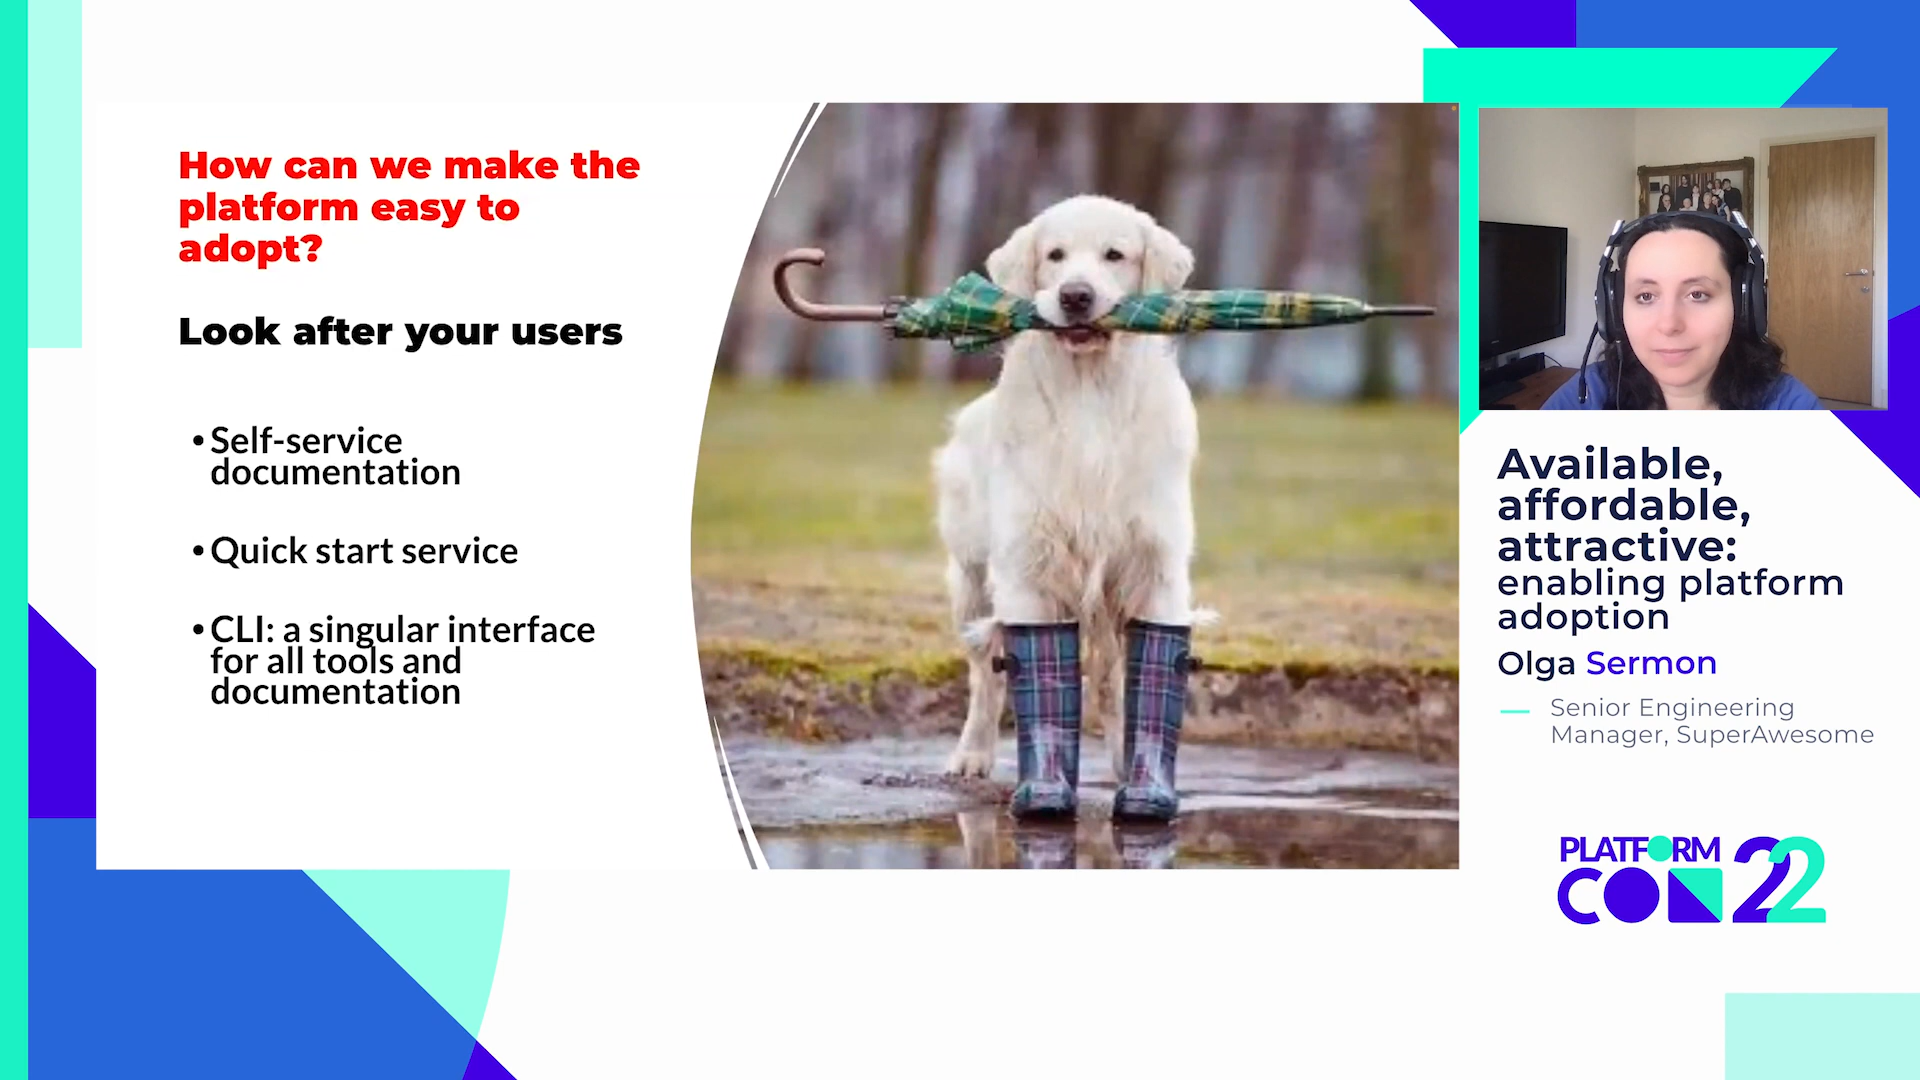 How can we make the
platform easy to
adopt?
Look after your users
•Self-service
documentation
•Quick start service
•CLI: a singular interface
for all tools and
documentation
Available,
affordable,
attractive:
enabling platform
adoption
Olga Sermon
— Senior Engineering
Manager, SuperAwesome
PLATFORM
CON 22